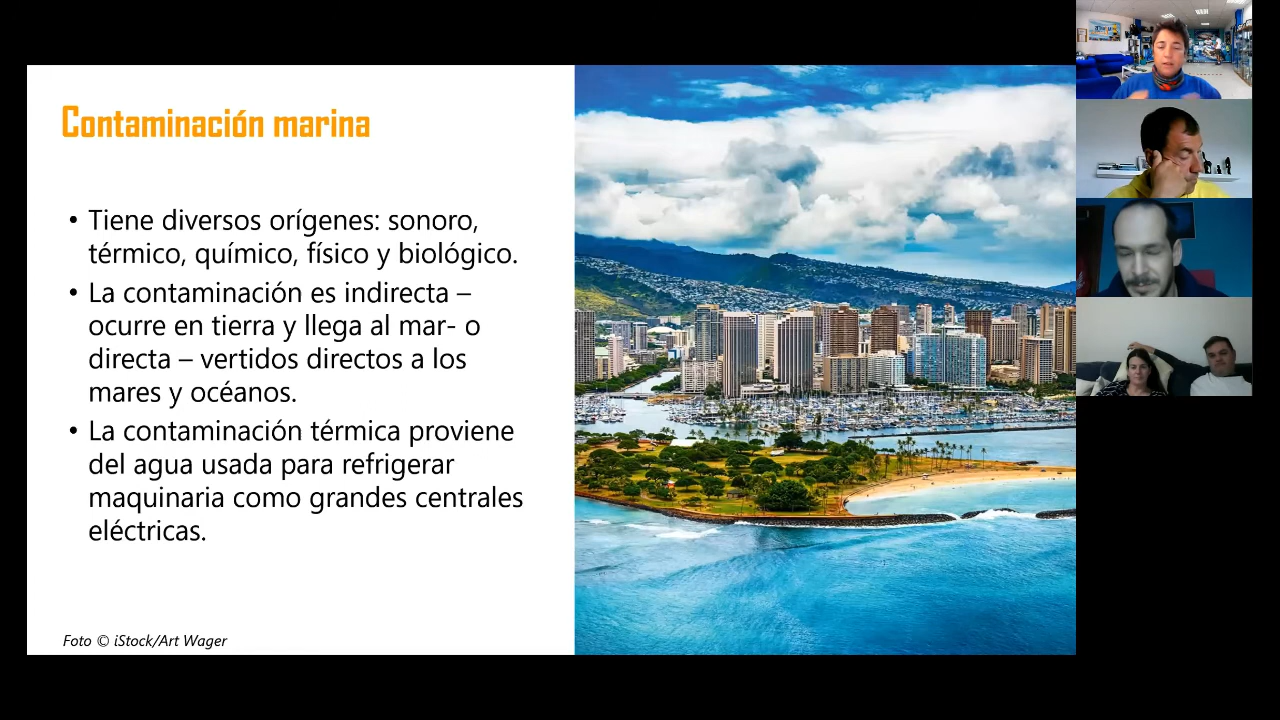 Contaminación marina
• Tiene diversos orígenes: sonoro,
térmico, químico, físico y biológico.
• La contaminación es indirecta –
ocurre en tierra y llega al mar- o
directa – vertidos directos a los
mares y océanos.
• La contaminación térmica proviene
del agua usada para refrigerar
maquinaria como grandes centrales
eléctricas.
Foto © iStock/Art Wager